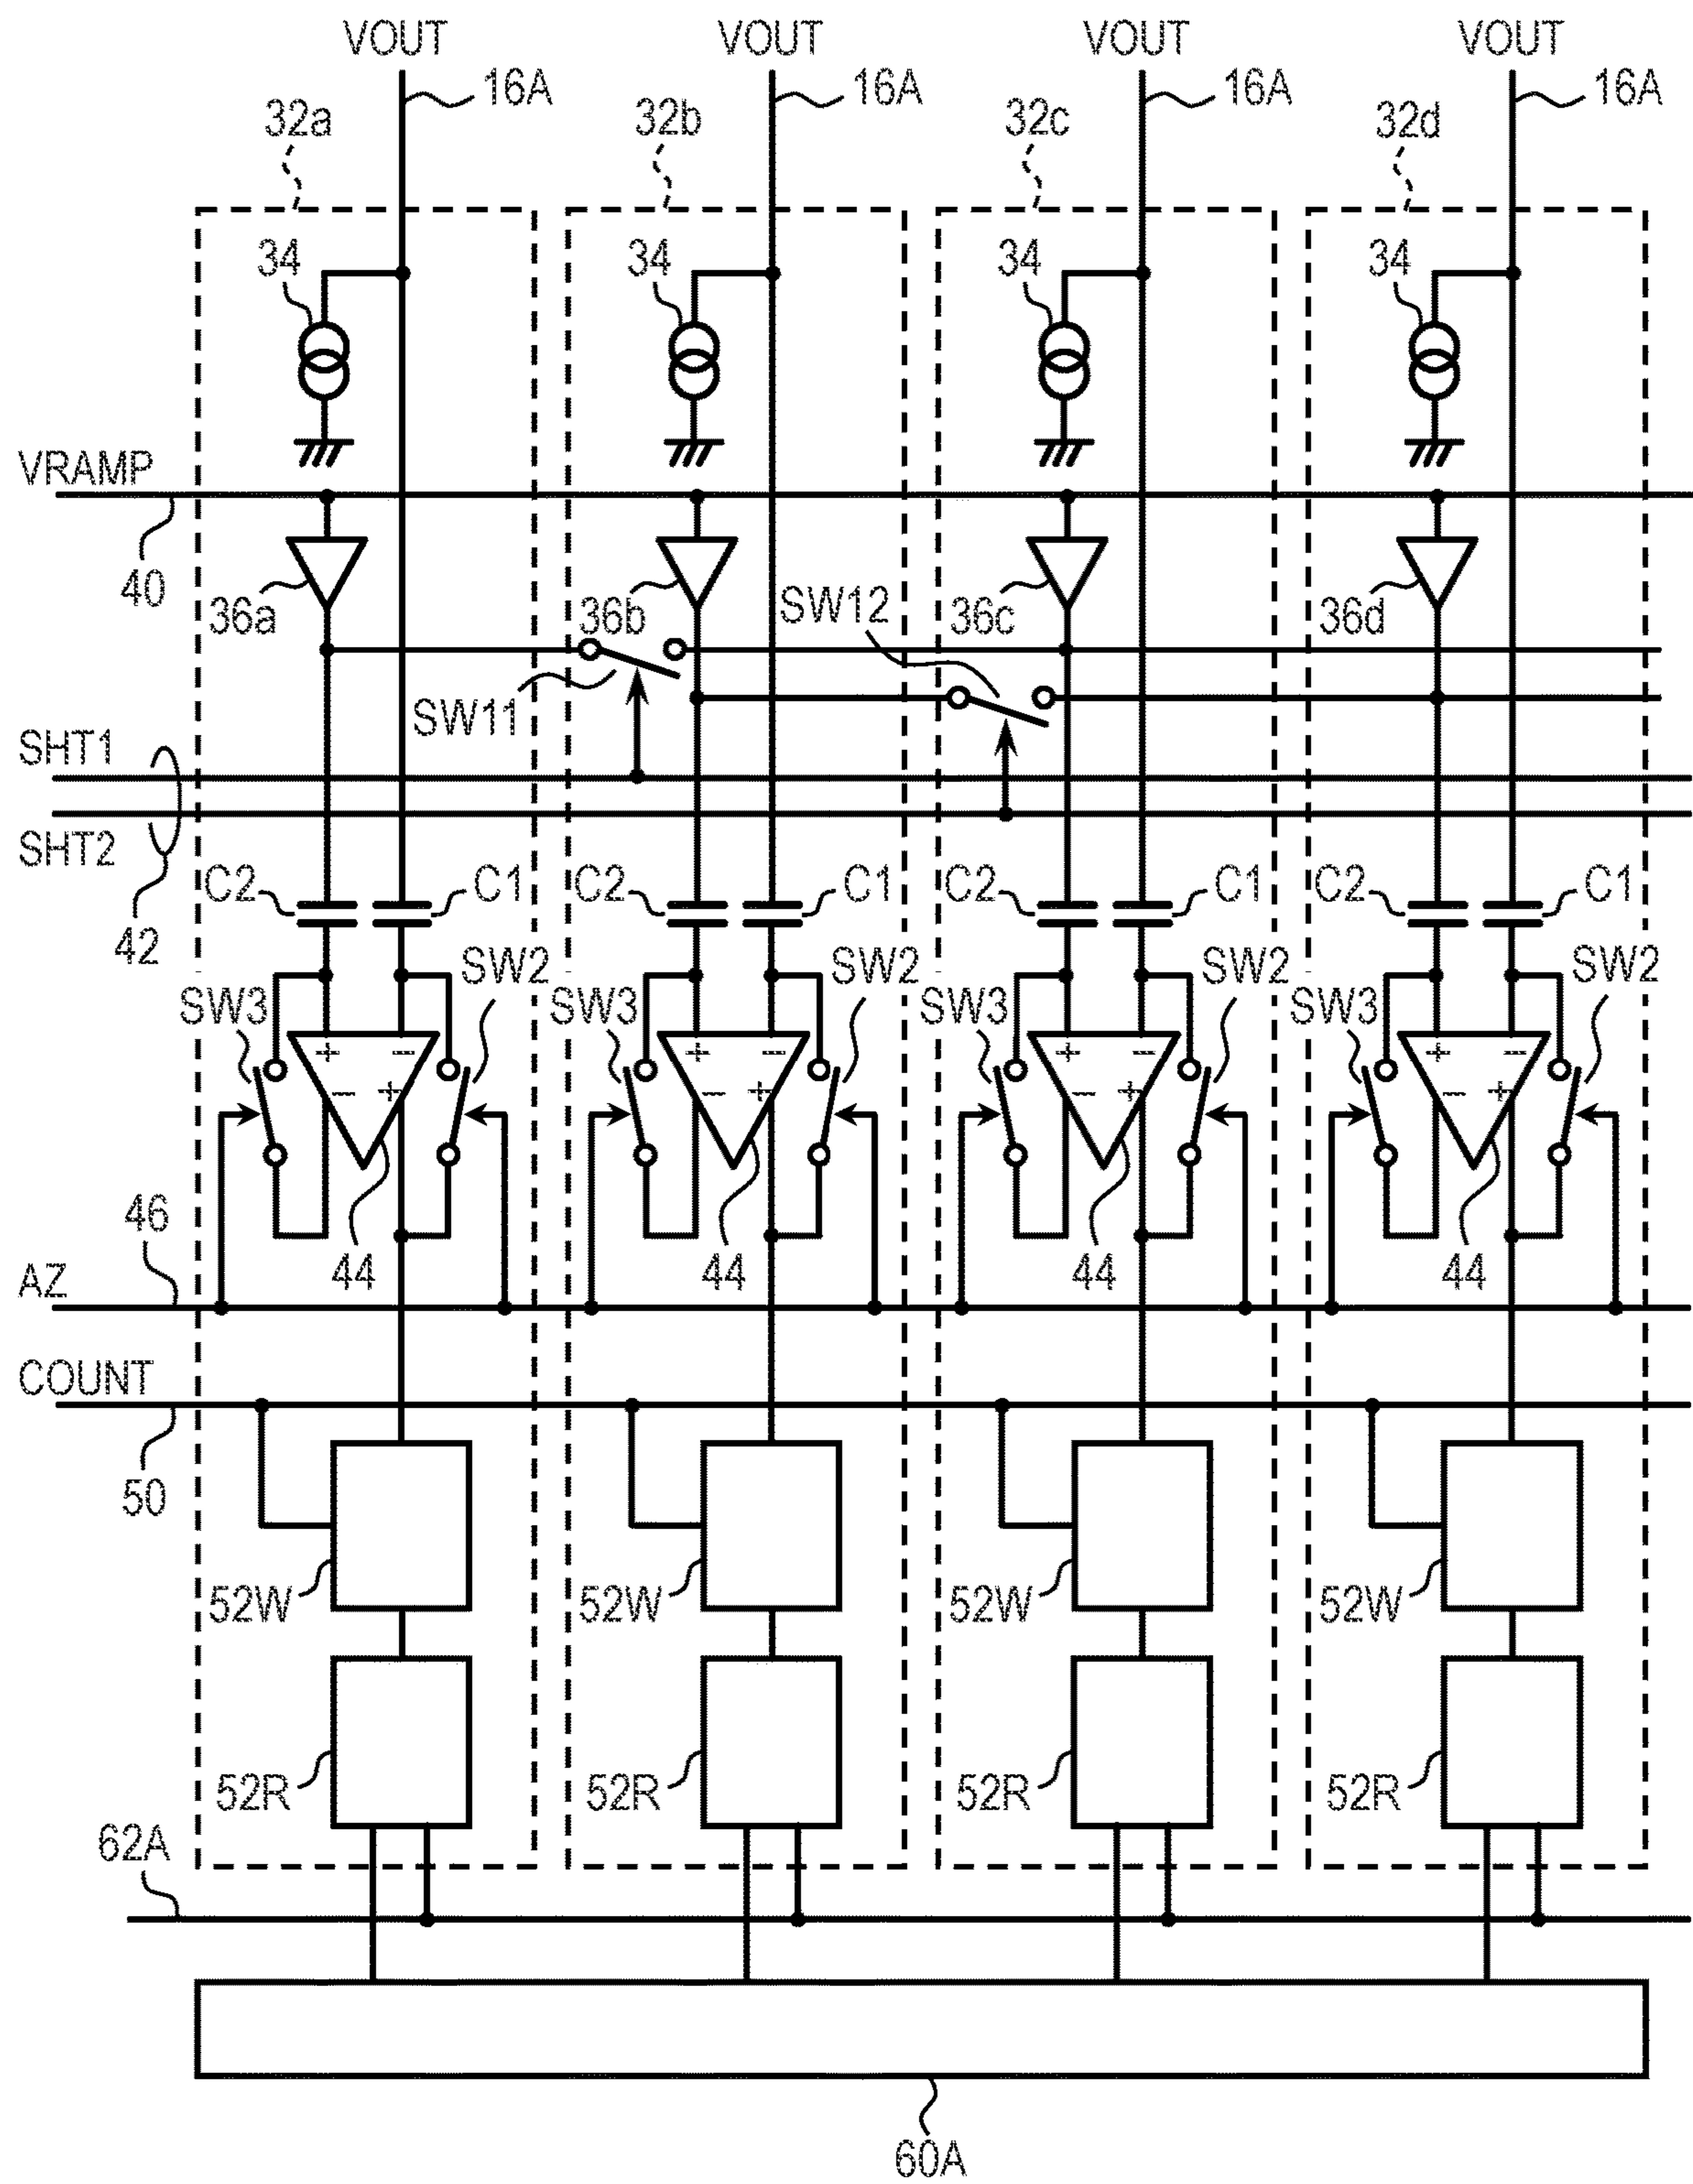 VOUT VOUT VOUT VOUT
16A 16A 16A 16A
32a 32b 32c 32d
34 34 34 34
VRAMP
40
36a 36b SW12 36c 36d
SW11
SHT1
SHT2
42
C2 C1 C2 C1 C2 C1 C2 C1
SW2 SW2 SW2 SW2
SW3 SW3 SW3 SW3
+ − + − + − + −
− + − + − + − +
46
44 44 44 44
AZ
COUNT
50
52W 52W 52W 52W
52R 52R 52R 52R
62A
60A